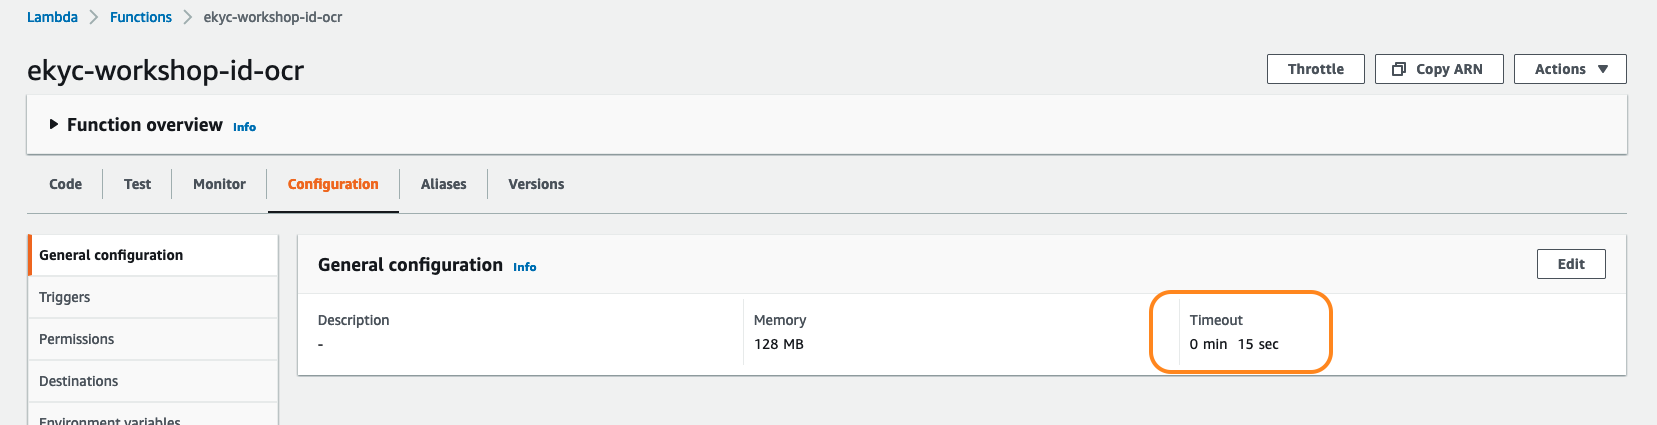 Lambda > Functions > ekyc-workshop-id-ocr
ekyc-workshop-id-ocr
Throttle
Copy ARN
Actions
Function overview Info
Code
Test
Monitor
Configuration
Aliases
Versions
General configuration
Triggers
Permissions
Destinations
Environment variables
General configuration Info
Edit
Description
-
Memory
128 MB
Timeout
0 min 15 sec